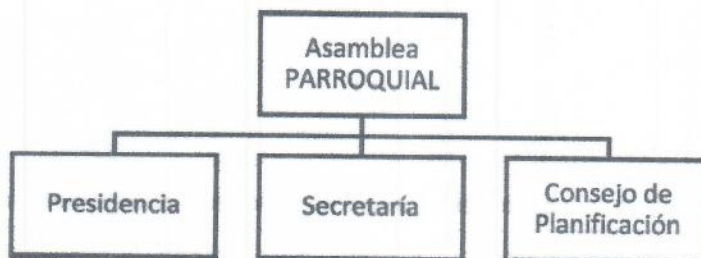 Asamblea
PARROQUIAL
Presidencia
Secretaría
Consejo de
Planificación